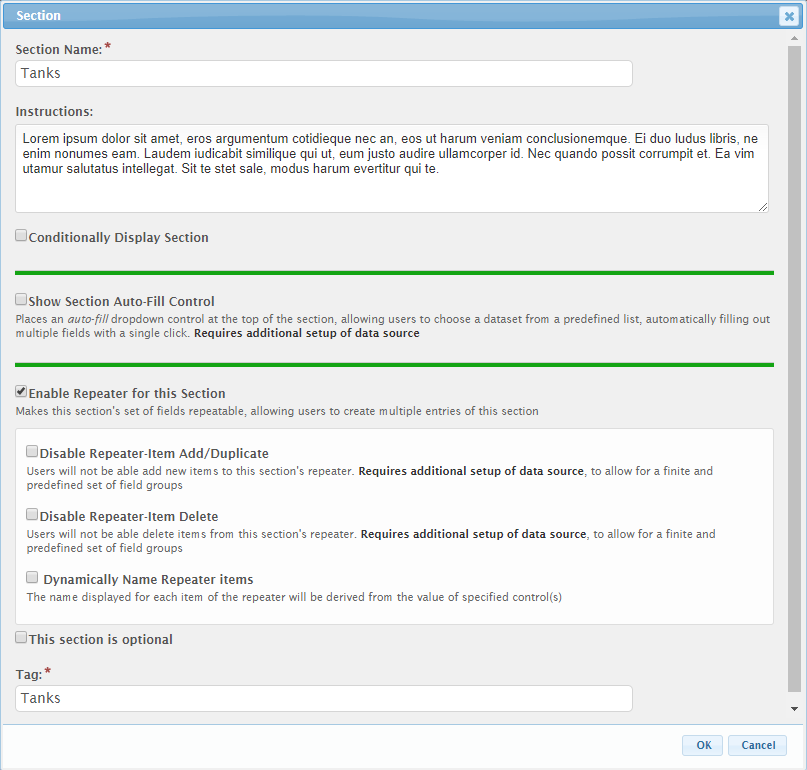 Section
Section Name:*
Tanks
Instructions:
Lorem ipsum dolor sit amet, eros argumentum cotidieque nec an, eos ut harum veniam conclusionemque. Ei duo ludus libris, ne
enim nonumes eam. Laudem iudicabit similique qui ut, eum justo audire ullamcorper id. Nec quando possit corrumpit et. Ea vim
utamur salutatus intellegat. Sit te stet sale, modus harum evertitur qui te.
Conditionally Display Section
Show Section Auto-Fill Control
Places an auto-fill dropdown control at the top of the section, allowing users to choose a dataset from a predefined list, automatically filling out
multiple fields with a single click. Requires additional setup of data source
Enable Repeater for this Section
Makes this section's set of fields repeatable, allowing users to create multiple entries of this section
Disable Repeater-Item Add/Duplicate
Users will not be able add new items to this section's repeater. Requires additional setup of data source, to allow for a finite and
predefined set of field groups
Disable Repeater-Item Delete
Users will not be able delete items from this section's repeater. Requires additional setup of data source, to allow for a finite and
predefined set of field groups
Dynamically Name Repeater items
The name displayed for each item of the repeater will be derived from the value of specified control(s)
This section is optional
Tag:*
Tanks
OK Cancel